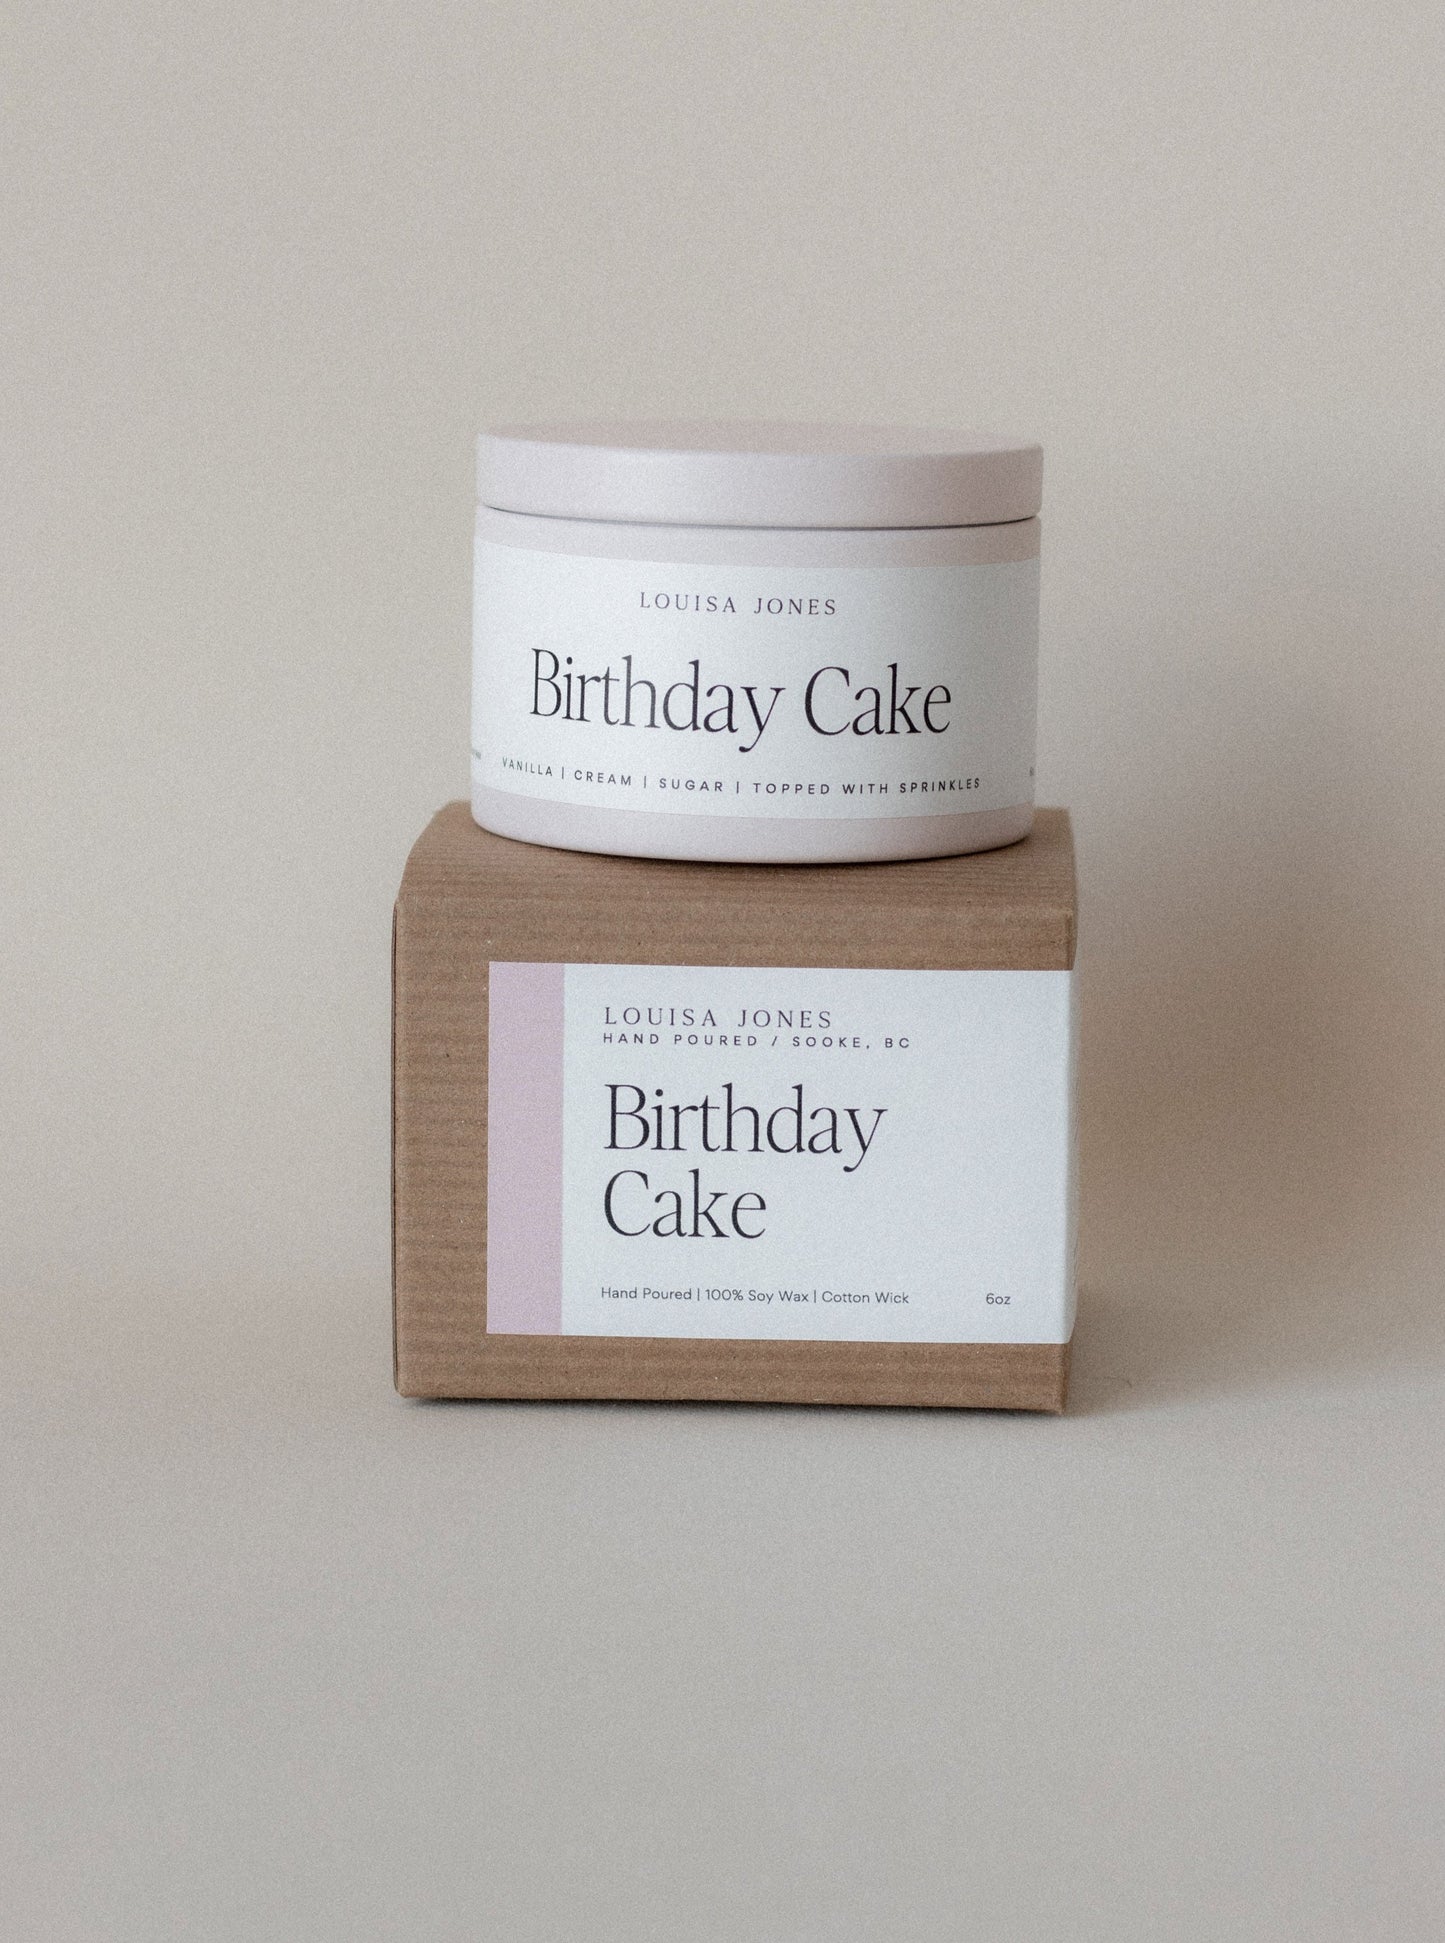 LOUISA JONES
Birthday Cake
VANILLA | CREAM | SUGAR | TOPPED WITH SPRINKLES
LOUISA JONES
HAND POURED / SOOKE, BC
Birthday
Cake
Hand Poured | 100% Soy Wax | Cotton Wick 6oz